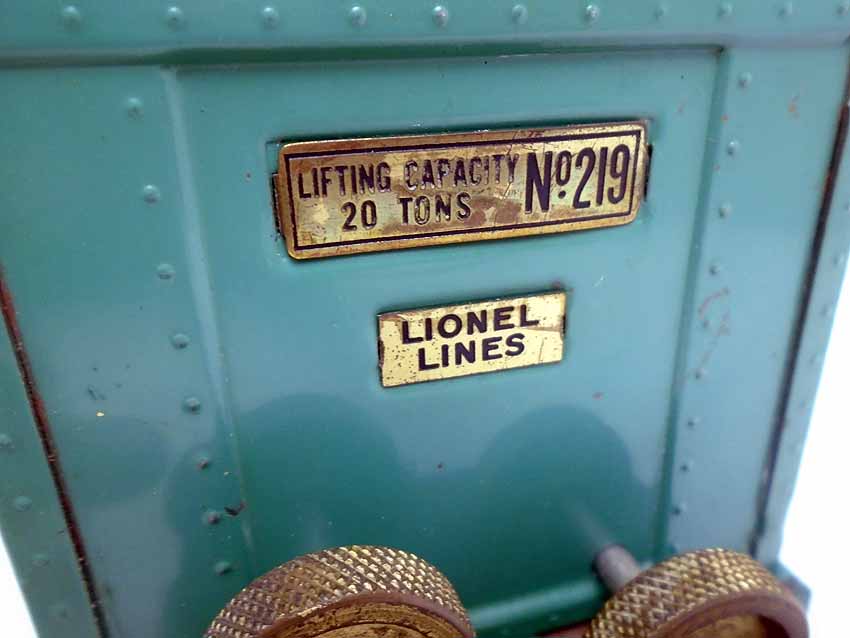 LIFTING CAPACITY Nº219
20 TONS
LIONEL
LINES